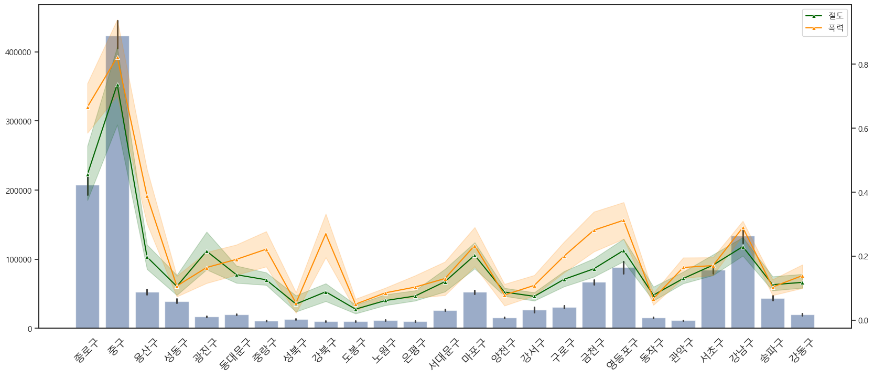 절도
폭력
400000
300000
200000
100000
0
0.8
0.6
0.4
0.2
0.0
종로구
중구
용산구
성동구
광진구
동대문구
중랑구
성북구
강북구
도봉구
노원구
은평구
서대문구
마포구
양천구
강서구
구로구
금천구
영등포구
동작구
관악구
서초구
강남구
송파구
강동구